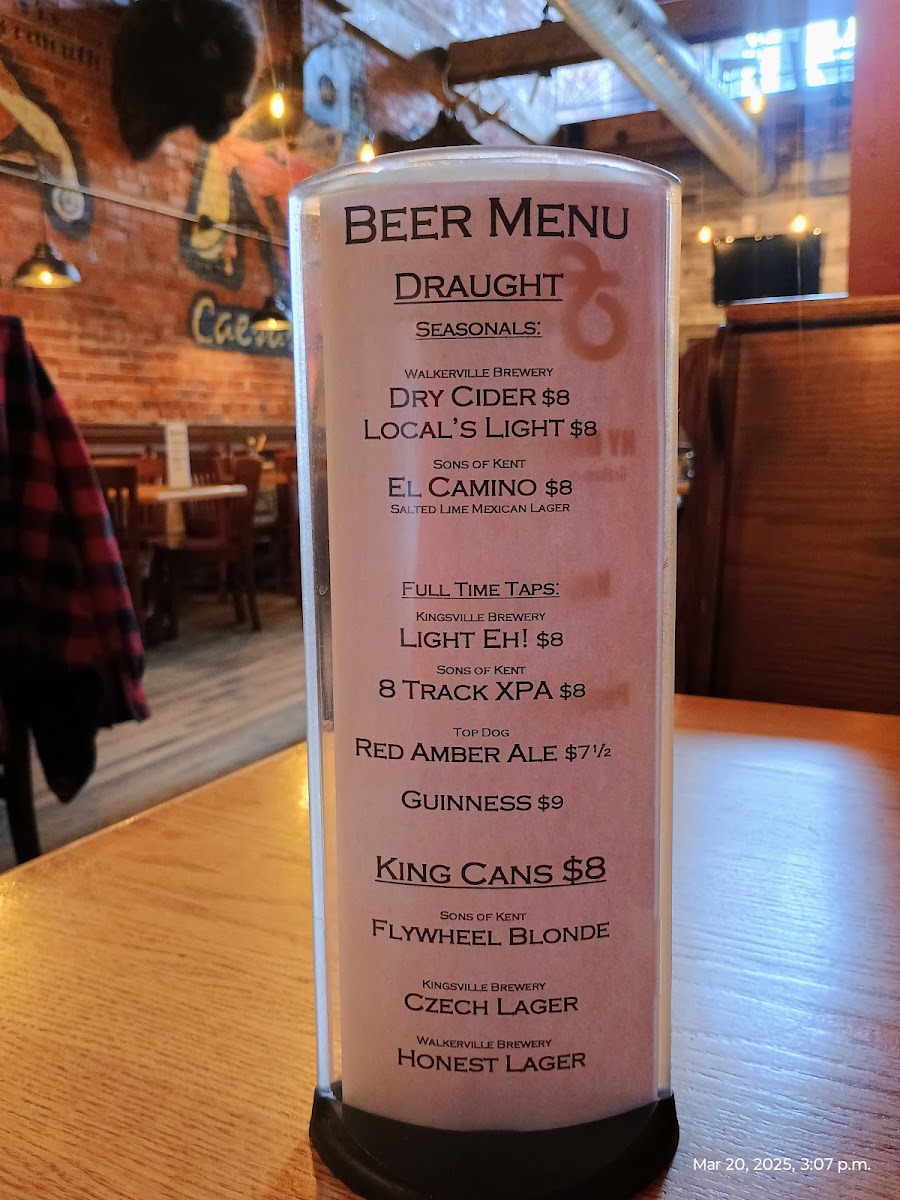 Beer Menu
Draught
Seasonals:
Walkerville Brewery
Dry Cider $8
Local's Light $8
Sons of Kent
El Camino $8
Salted Lime Mexican Lager
Full Time Taps:
Kingsville Brewery
Light Eh! $8
Sons of Kent
8 Track XPA $8
Top Dog
Red Amber Ale $7½
Guinness $9
King Cans $8
Sons of Kent
Flywheel Blonde
Kingsville Brewery
Czech Lager
Walkerville Brewery
Honest Lager
Mar 20, 2025, 3:07 p.m.